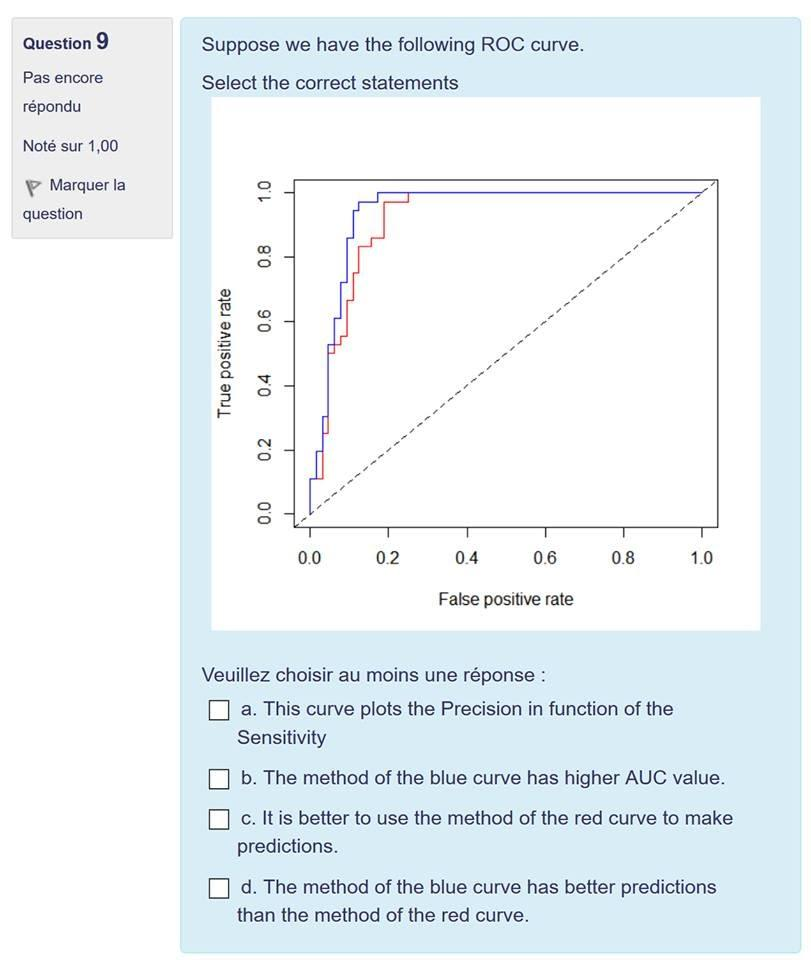 Question 9
Pas encore
répondu
Noté sur 1,00
Marquer la
question
Suppose we have the following ROC curve.
Select the correct statements
True positive rate
1.0
0.8
0.6
0.4
0.2
0.0
0.0 0.2 0.4 0.6 0.8 1.0
False positive rate
Veuillez choisir au moins une réponse :
a. This curve plots the Precision in function of the
Sensitivity
b. The method of the blue curve has higher AUC value.
c. It is better to use the method of the red curve to make
predictions.
d. The method of the blue curve has better predictions
than the method of the red curve.